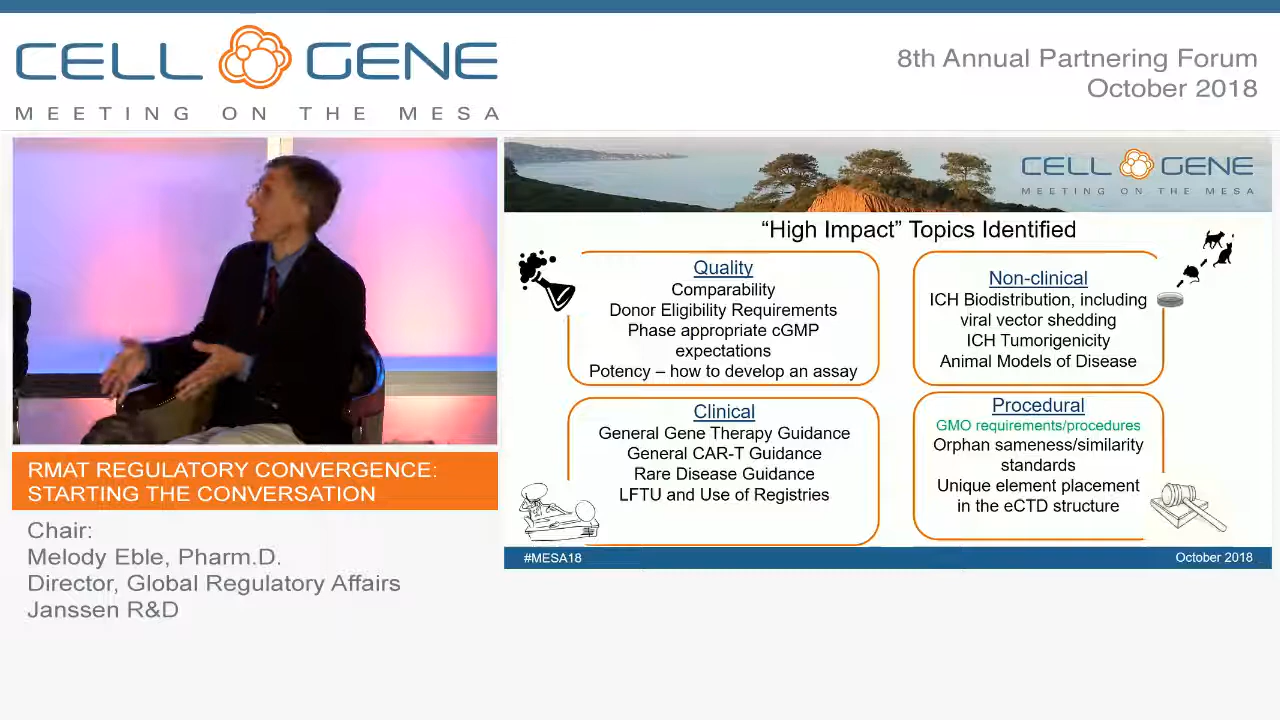 CELL GENE
MEETING ON THE MESA
8th Annual Partnering Forum
October 2018
CELL GENE
MEETING ON THE MESA
“High Impact” Topics Identified
Quality
Comparability
Donor Eligibility Requirements
Phase appropriate cGMP
expectations
Potency – how to develop an assay
Non-clinical
ICH Biodistribution, including
viral vector shedding
ICH Tumorigenicity
Animal Models of Disease
Clinical
General Gene Therapy Guidance
General CAR-T Guidance
Rare Disease Guidance
LFTU and Use of Registries
Procedural
GMO requirements/procedures
Orphan sameness/similarity
standards
Unique element placement
in the eCTD structure
#MESA18
October 2018
RMAT REGULATORY CONVERGENCE:
STARTING THE CONVERSATION
Chair:
Melody Eble, Pharm.D.
Director, Global Regulatory Affairs
Janssen R&D